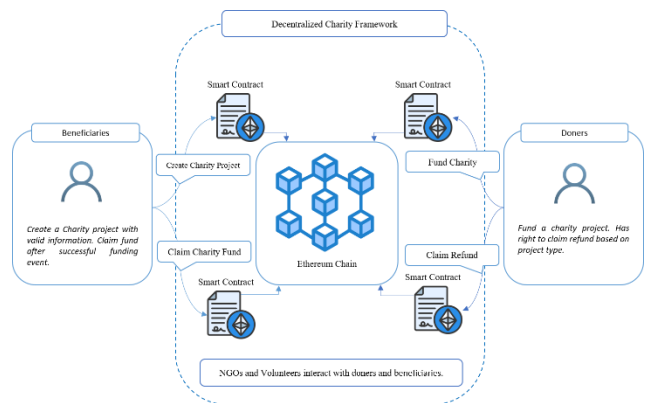 Decentralized Charity Framework
Smart Contract
Smart Contract
Beneficiaries
Doners
Create Charity Project
Fund Charity
Create a Charity project with
valid information. Claim fund
after successful funding
event.
Fund a charity project. Has
right to claim refund based on
project type.
Claim Charity Fund
Ethereum Chain
Claim Refund
Smart Contract
Smart Contract
NGOs and Volunteers interact with doners and beneficiaries.